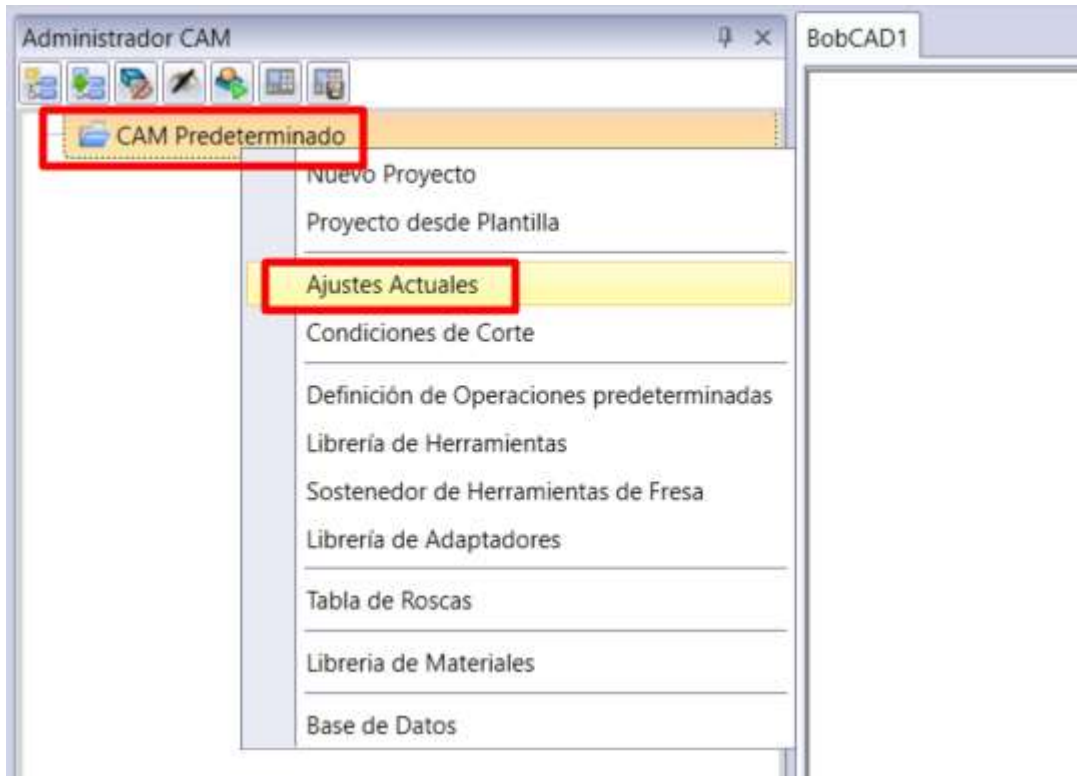 Administrador CAM
BobCAD1
CAM Predeterminado
Nuevo Proyecto
Proyecto desde Plantilla
Ajustes Actuales
Condiciones de Corte
Definición de Operaciones predeterminadas
Librería de Herramientas
Sostenedor de Herramientas de Fresa
Librería de Adaptadores
Tabla de Roscas
Libreria de Materiales
Base de Datos